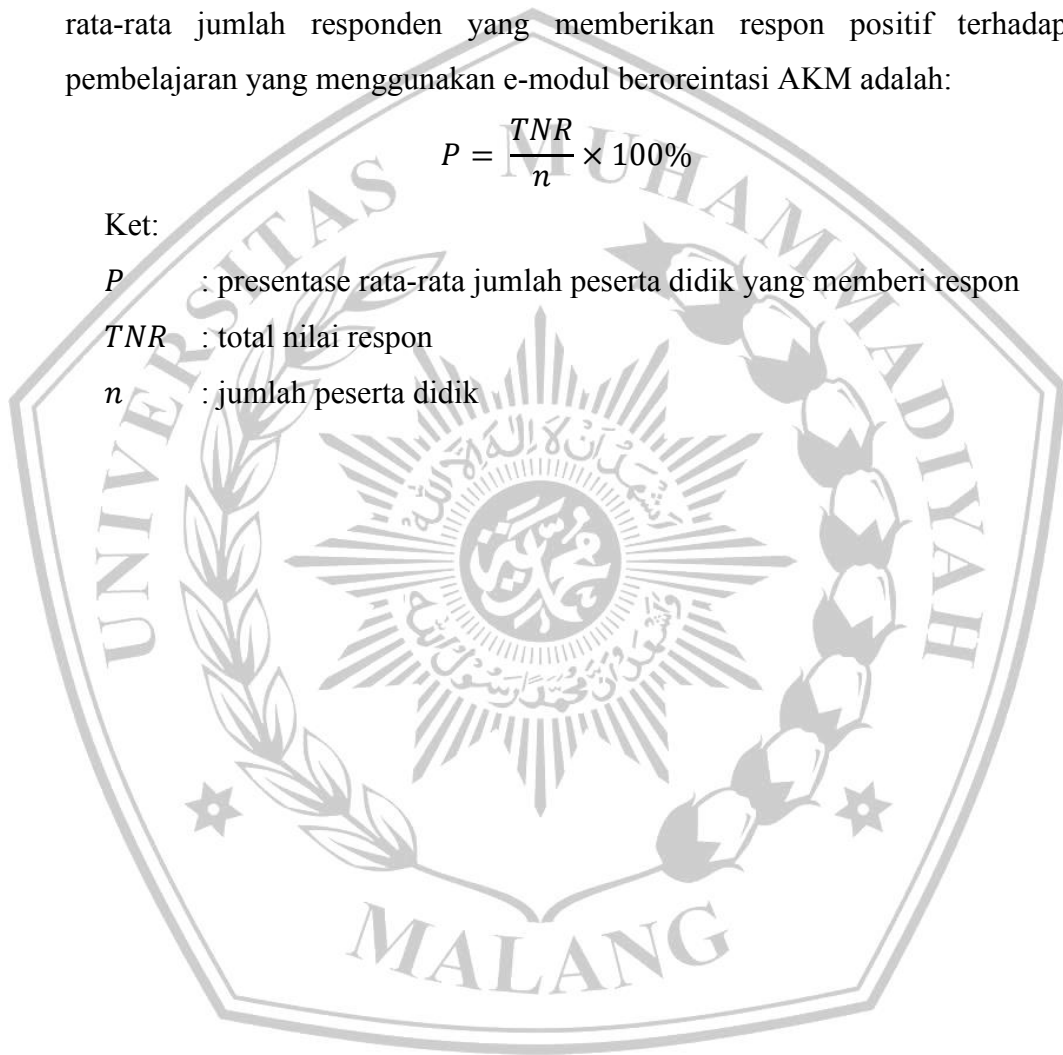 rata-rata jumlah responden yang memberikan respon positif terhadap
pembelajaran yang menggunakan e-modul beroreintasi AKM adalah:
P = TNR/n × 100%
Ket:
P : presentase rata-rata jumlah peserta didik yang memberi respon
TNR : total nilai respon
n : jumlah peserta didik
UNIVERSITAS MUHAMMADIYAH
MALANG